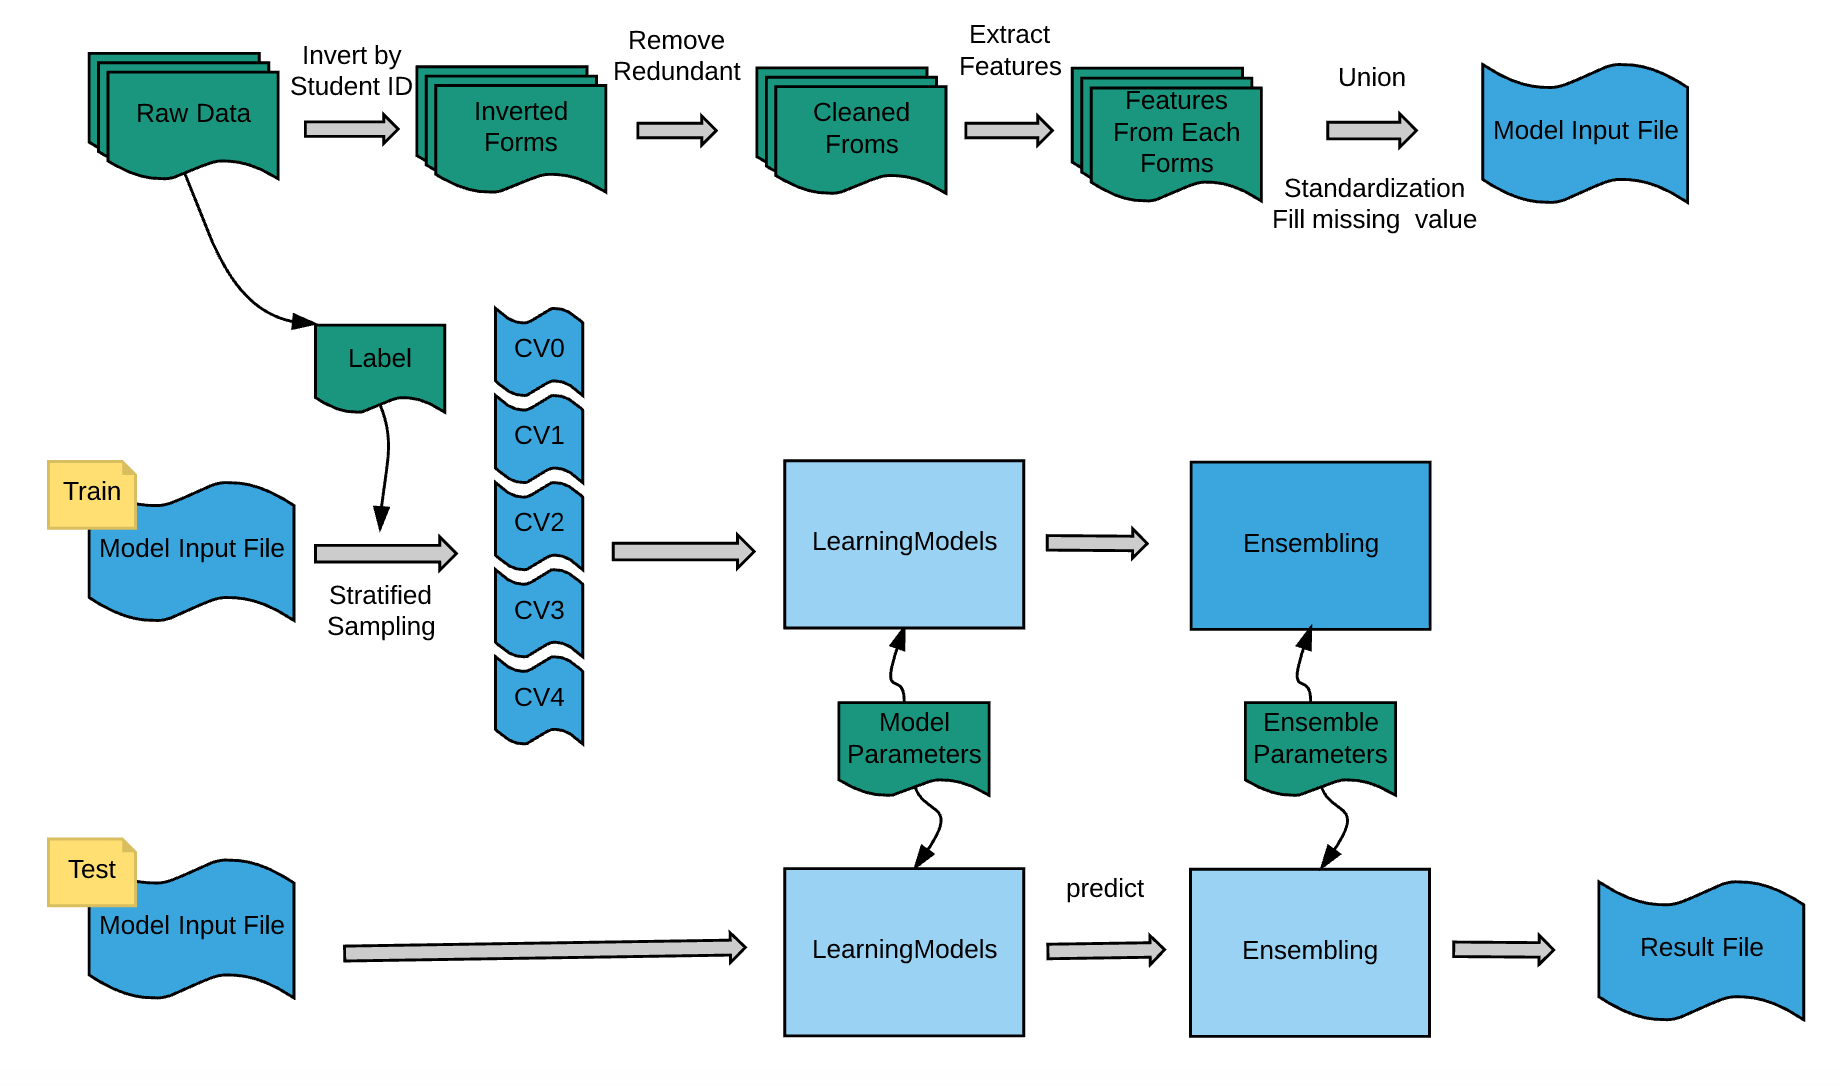 Raw Data
Invert by
Student ID
Inverted
Forms
Remove
Redundant
Cleaned
Froms
Extract
Features
Features
From Each
Forms
Union
Standardization
Fill missing  value
Model Input File
Label
Train
Model Input File
Stratified
Sampling
CV0
CV1
CV2
CV3
CV4
LearningModels
Ensembling
Model
Parameters
Ensemble
Parameters
Test
Model Input File
LearningModels
predict
Ensembling
Result File